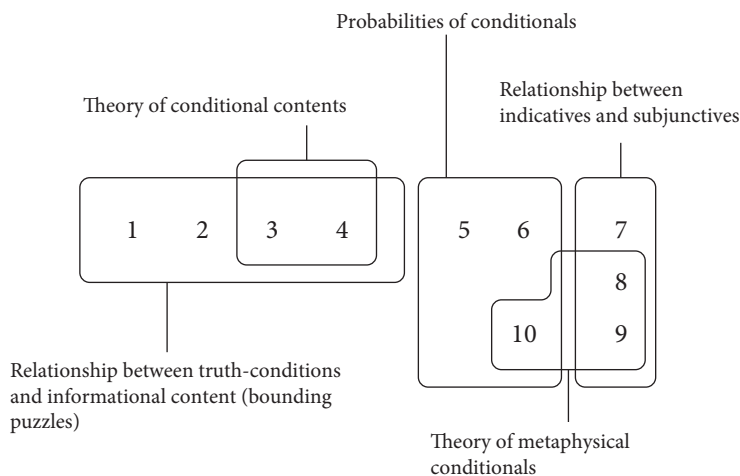 Probabilities of conditionals
Relationship between
indicatives and subjunctives
Theory of conditional contents
1 2 3 4 5 6 7
8
10 9
Relationship between truth-conditions
and informational content (bounding
puzzles)
Theory of metaphysical
conditionals